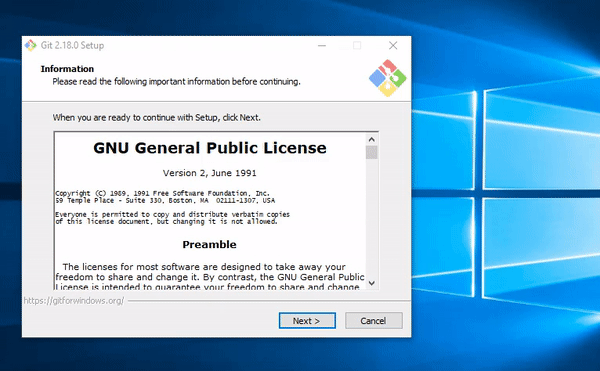 Git 2.18.0 Setup
Information
Please read the following important information before continuing.
When you are ready to continue with Setup, click Next.
GNU General Public License
Version 2, June 1991
Copyright (C) 1989, 1991 Free Software Foundation, Inc.
59 Temple Place - Suite 330, Boston, MA  02111-1307, USA
Everyone is permitted to copy and distribute verbatim copies
of this license document, but changing it is not allowed.
Preamble
The licenses for most software are designed to take away your
freedom to share and change it. By contrast, the GNU General Public
License is intended to guarantee your freedom to share and change
https://gitforwindows.org/
Next >
Cancel